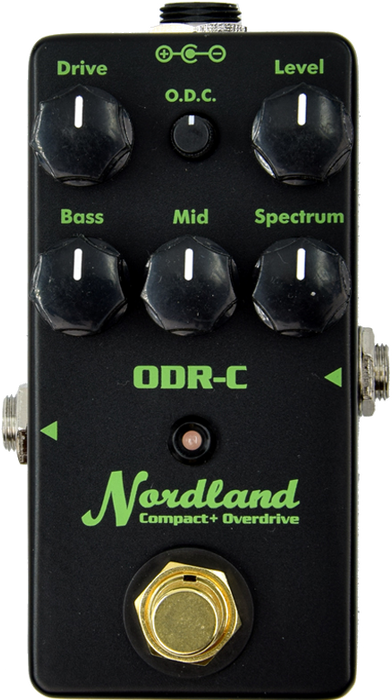 Drive
Level
O.D.C.
Bass
Mid
Spectrum
ODR-C
Nordland
Compact+ Overdrive